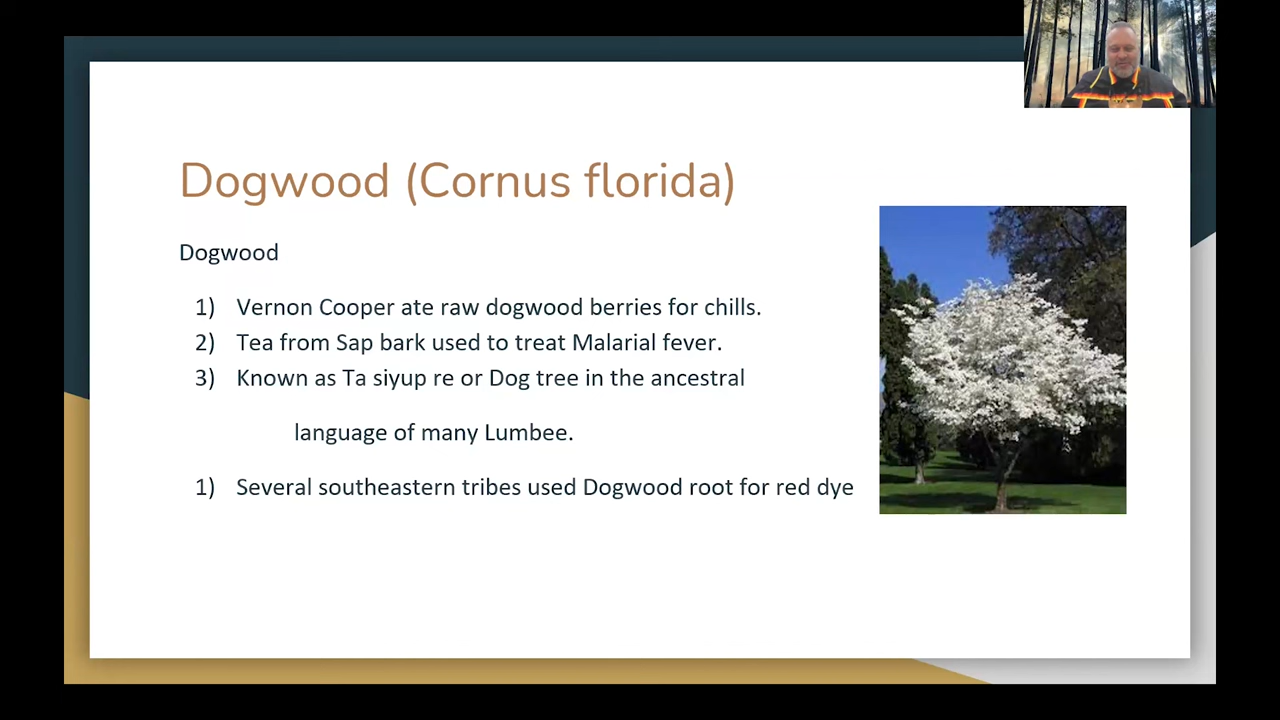 Dogwood (Cornus florida)
Dogwood
1) Vernon Cooper ate raw dogwood berries for chills.
2) Tea from Sap bark used to treat Malarial fever.
3) Known as Ta siyup re or Dog tree in the ancestral
language of many Lumbee.
1) Several southeastern tribes used Dogwood root for red dye